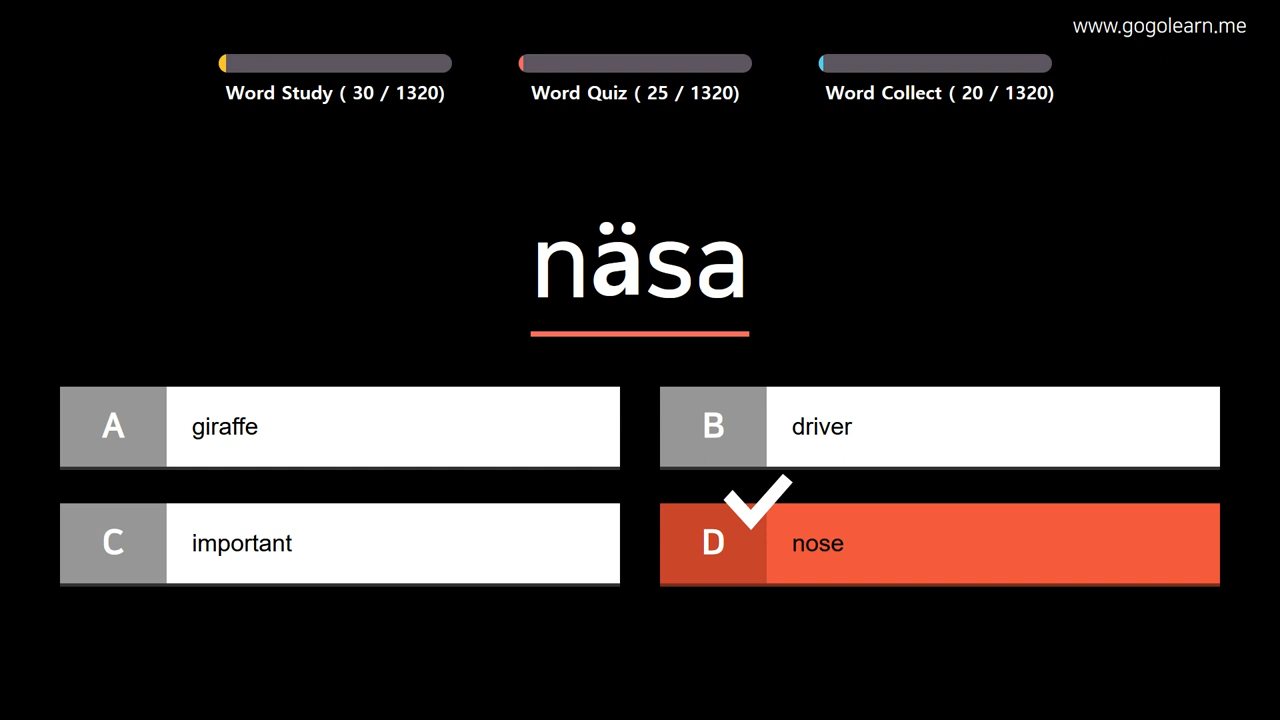 www.gogolearn.me
Word Study ( 30 / 1320)
Word Quiz ( 25 / 1320)
Word Collect ( 20 / 1320)
näsa
A giraffe
B driver
C important
D nose